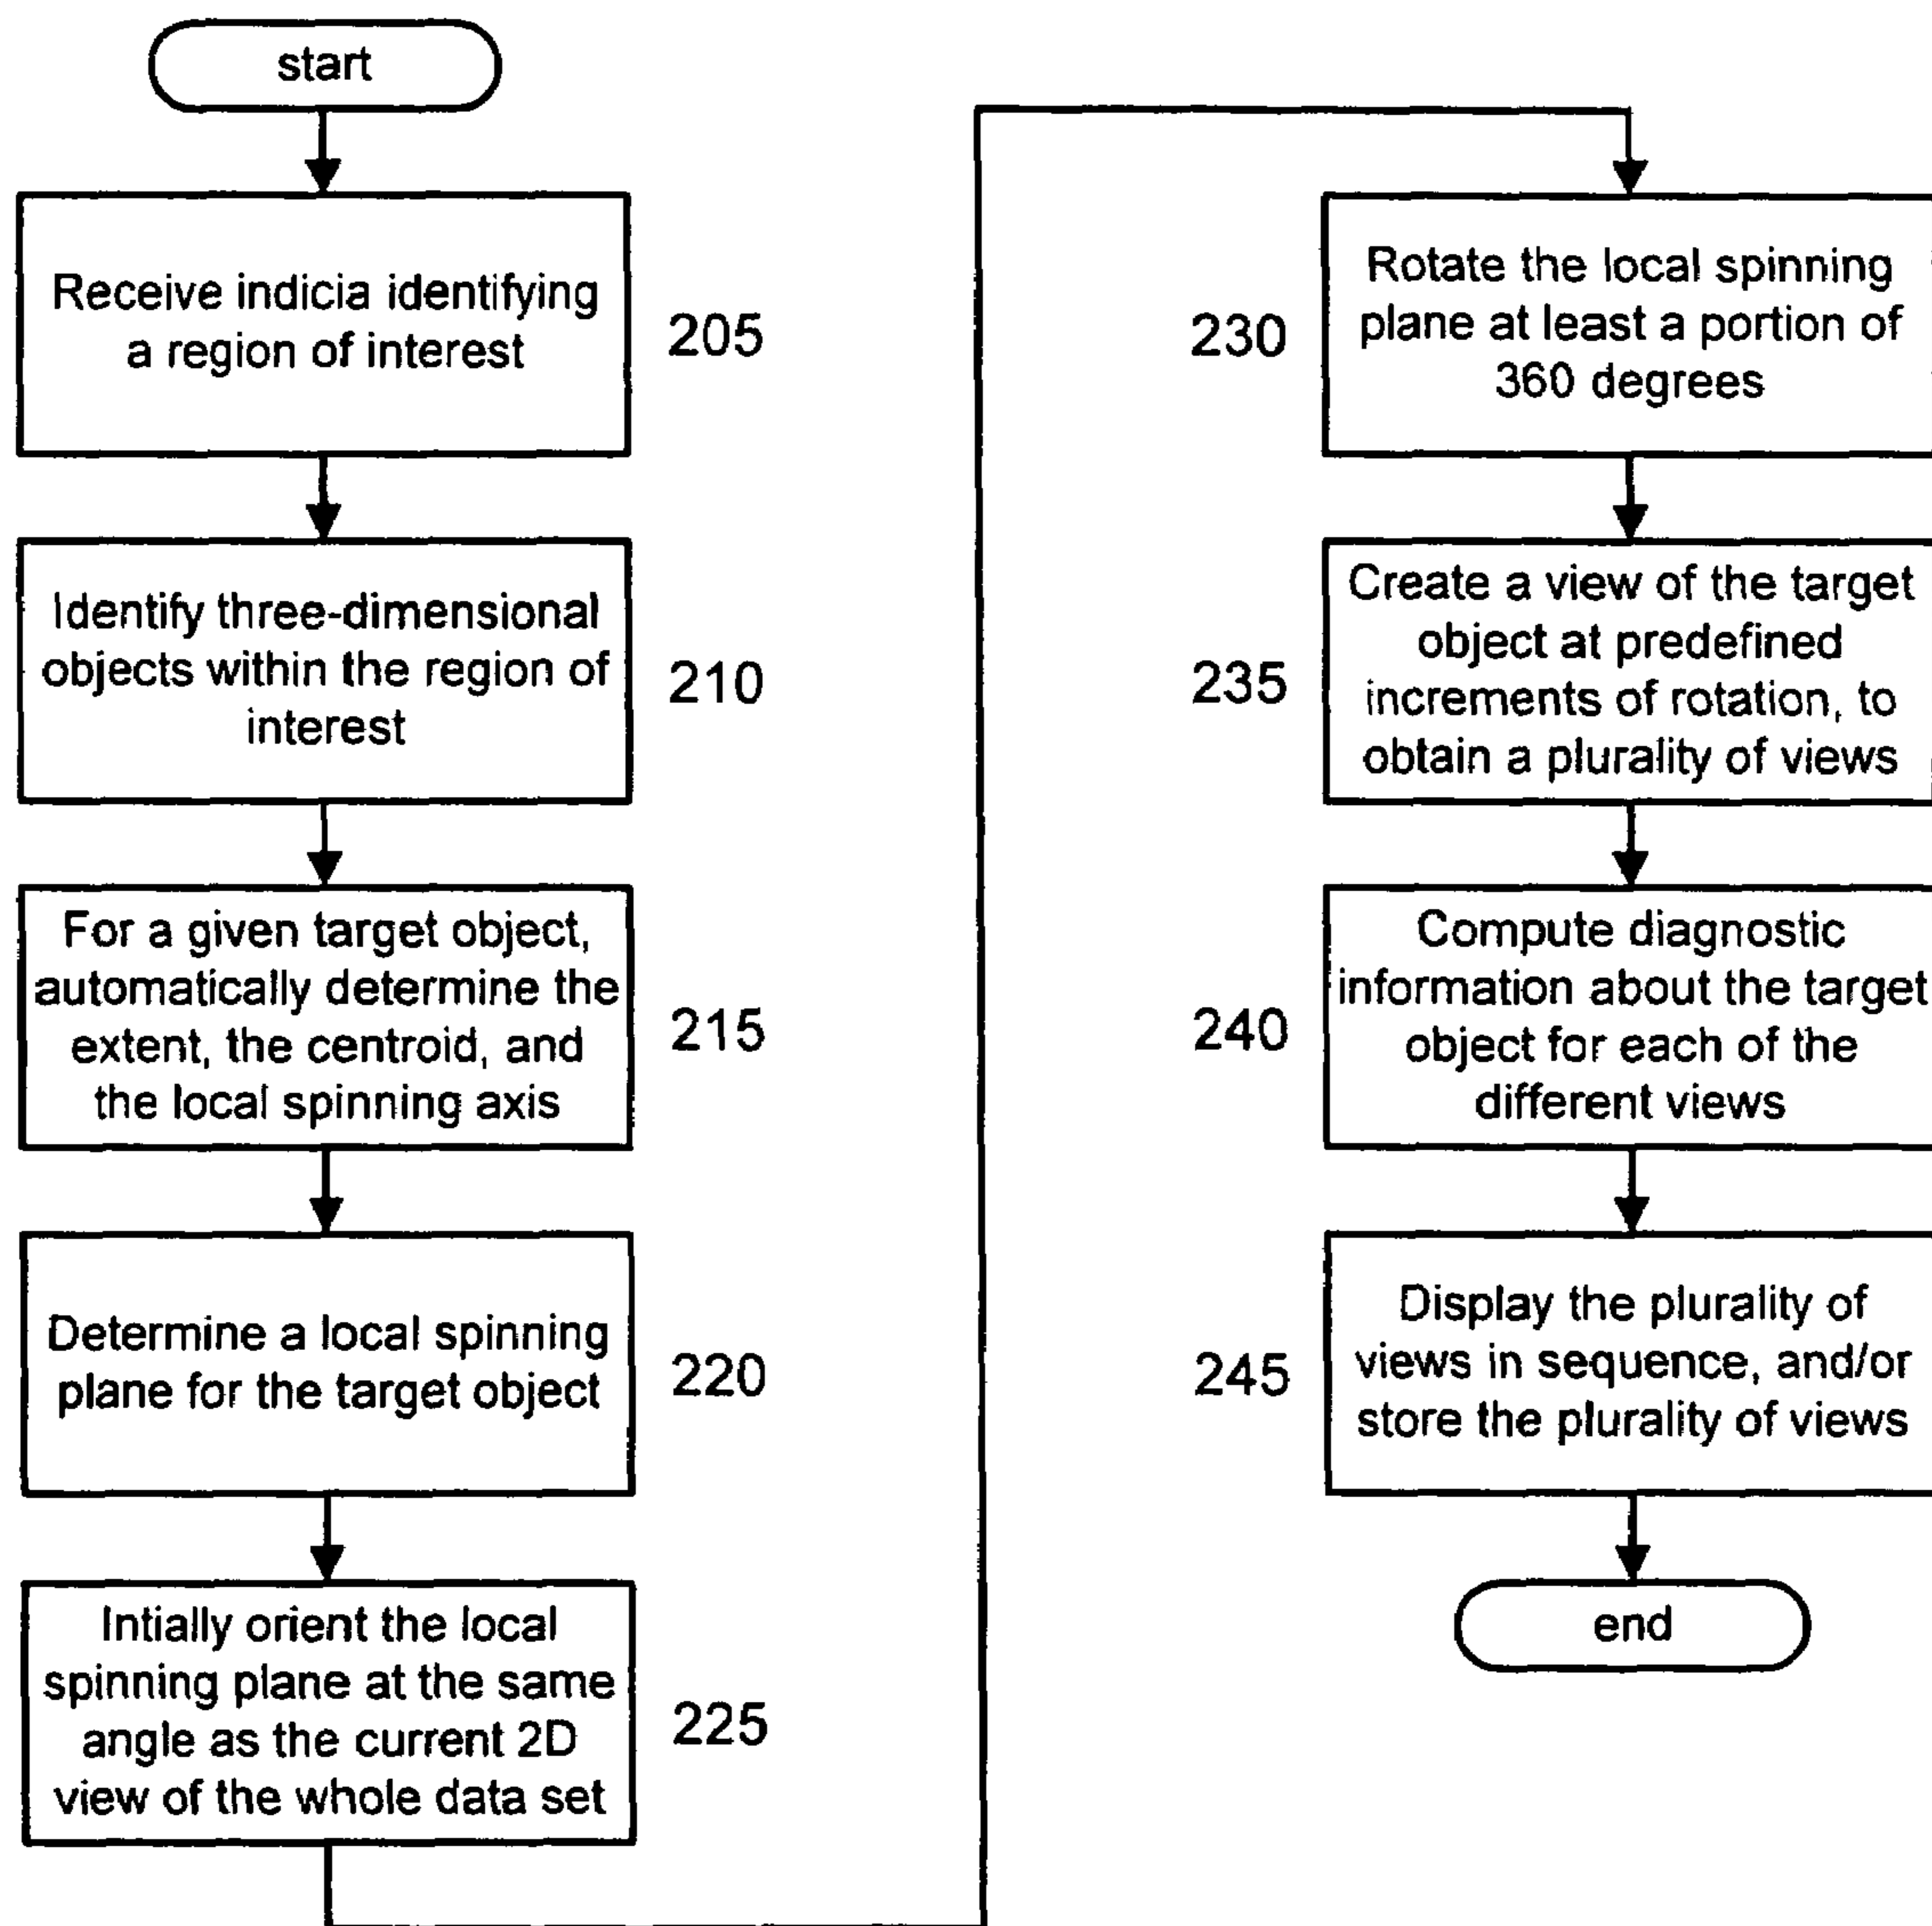 start
Receive indicia identifying
a region of interest
205
Identify three-dimensional
objects within the region of
interest
210
For a given target object,
automatically determine the
extent, the centroid, and
the local spinning axis
215
Determine a local spinning
plane for the target object
220
Intially orient the local
spinning plane at the same
angle as the current 2D
view of the whole data set
225
230
Rotate the local spinning
plane at least a portion of
360 degrees
235
Create a view of the target
object at predefined
increments of rotation, to
obtain a plurality of views
240
Compute diagnostic
information about the target
object for each of the
different views
245
Display the plurality of
views in sequence, and/or
store the plurality of views
end